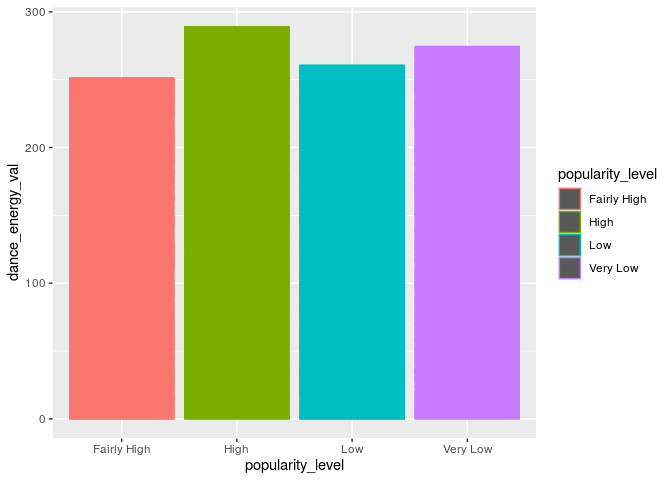 300
200
100
0
dance_energy_val
Fairly High
High
Low
Very Low
popularity_level
popularity_level
Fairly High
High
Low
Very Low